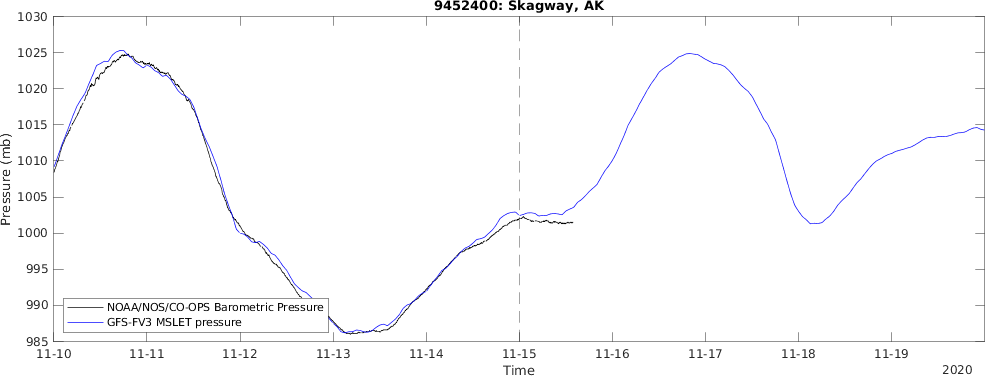 9452400: Skagway, AK
1030
1025
1020
1015
1010
1005
1000
995
990
985
Pressure (mb)
NOAA/NOS/CO-OPS Barometric Pressure
GFS-FV3 MSLET pressure
11-10 11-11 11-12 11-13 11-14 11-15 11-16 11-17 11-18 11-19
Time
2020